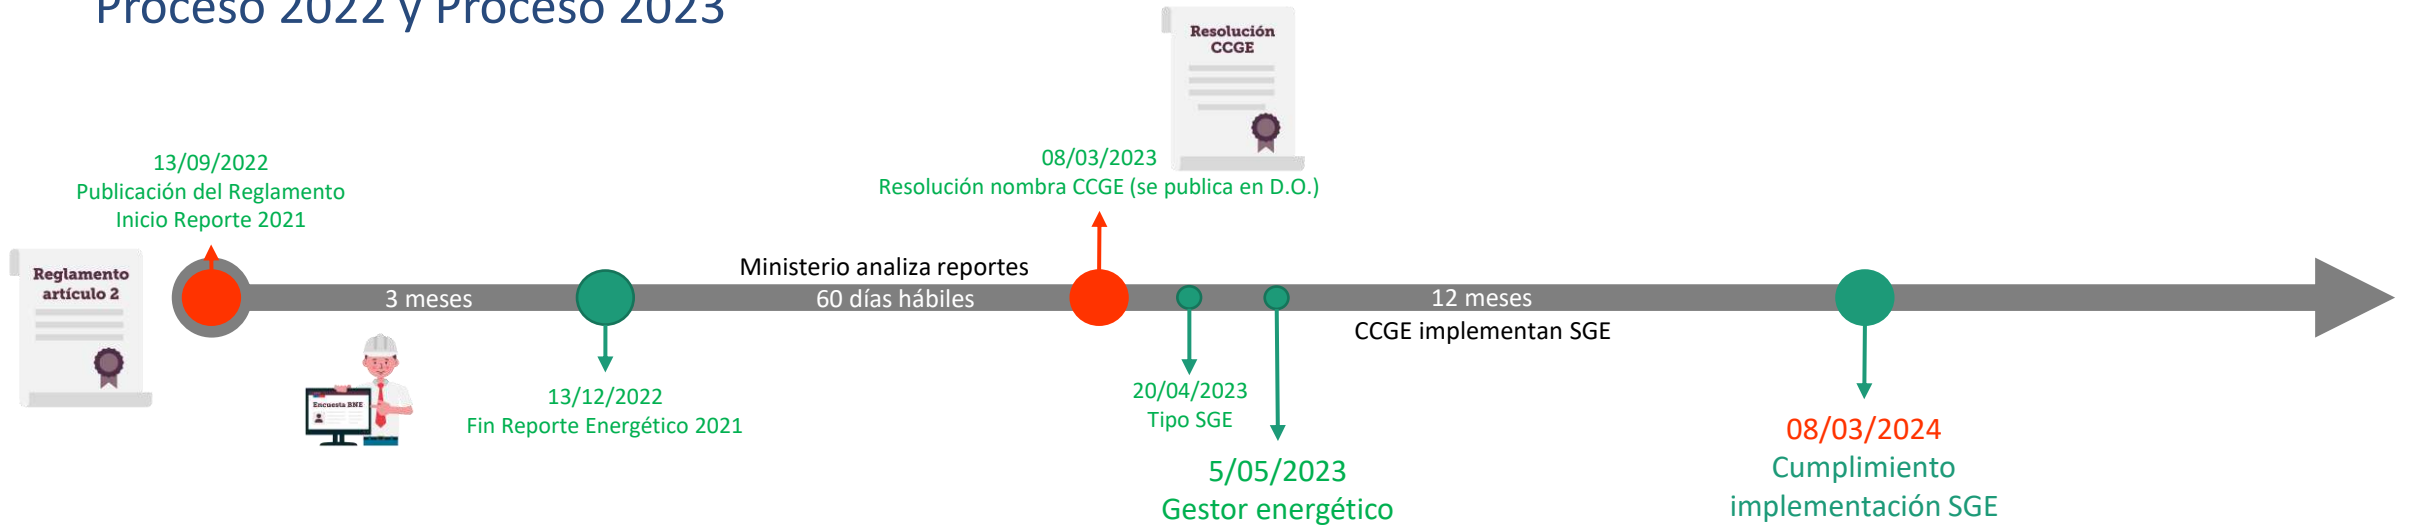 Proceso 2022 y Proceso 2023
Resolución
CCGE
13/09/2022
Publicación del Reglamento
Inicio Reporte 2021
08/03/2023
Resolución nombra CCGE (se publica en D.O.)
Reglamento
artículo 2
3 meses
Ministerio analiza reportes
60 días hábiles
12 meses
CCGE implementan SGE
Encuesta BNE
13/12/2022
Fin Reporte Energético 2021
20/04/2023
Tipo SGE
5/05/2023
Gestor energético
08/03/2024
Cumplimiento
implementación SGE